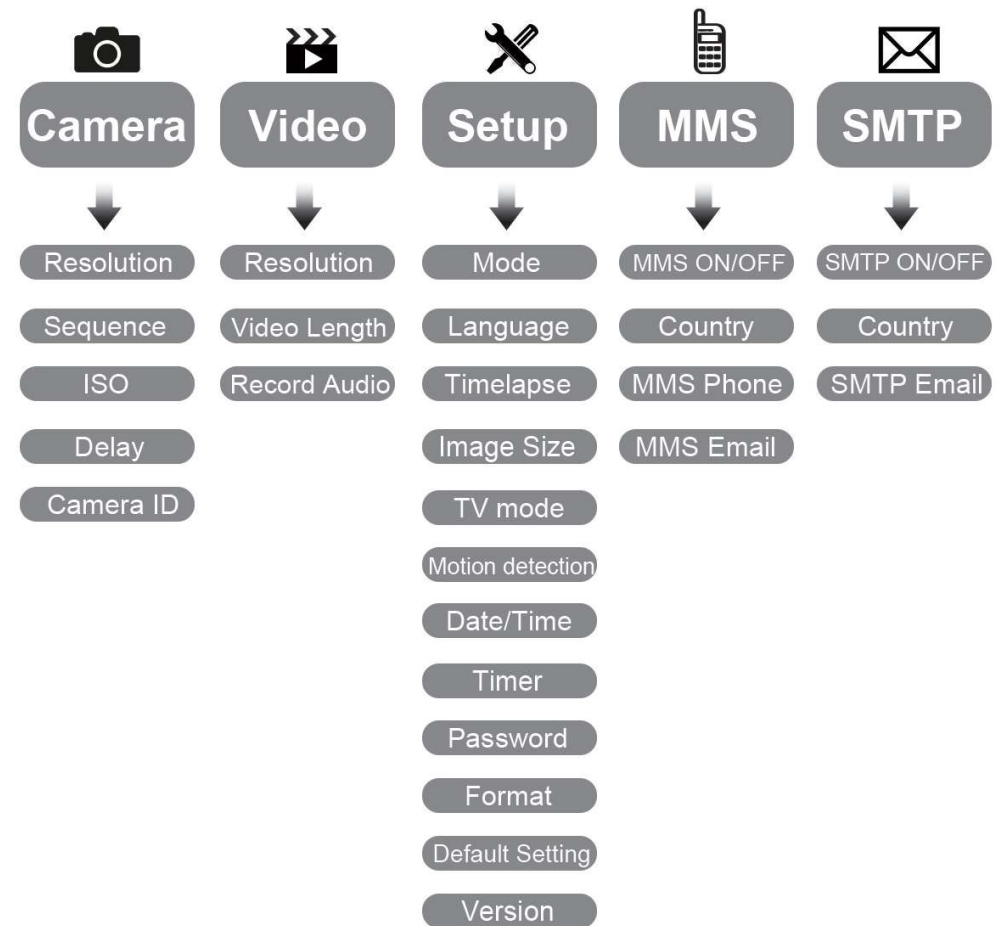 Camera
Resolution
Sequence
ISO
Delay
Camera ID
Video
Resolution
Video Length
Record Audio
Setup
Mode
Language
Timelapse
Image Size
TV mode
Motion detection
Date/Time
Timer
Password
Format
Default Setting
Version
MMS
MMS ON/OFF
Country
MMS Phone
MMS Email
SMTP
SMTP ON/OFF
Country
SMTP Email